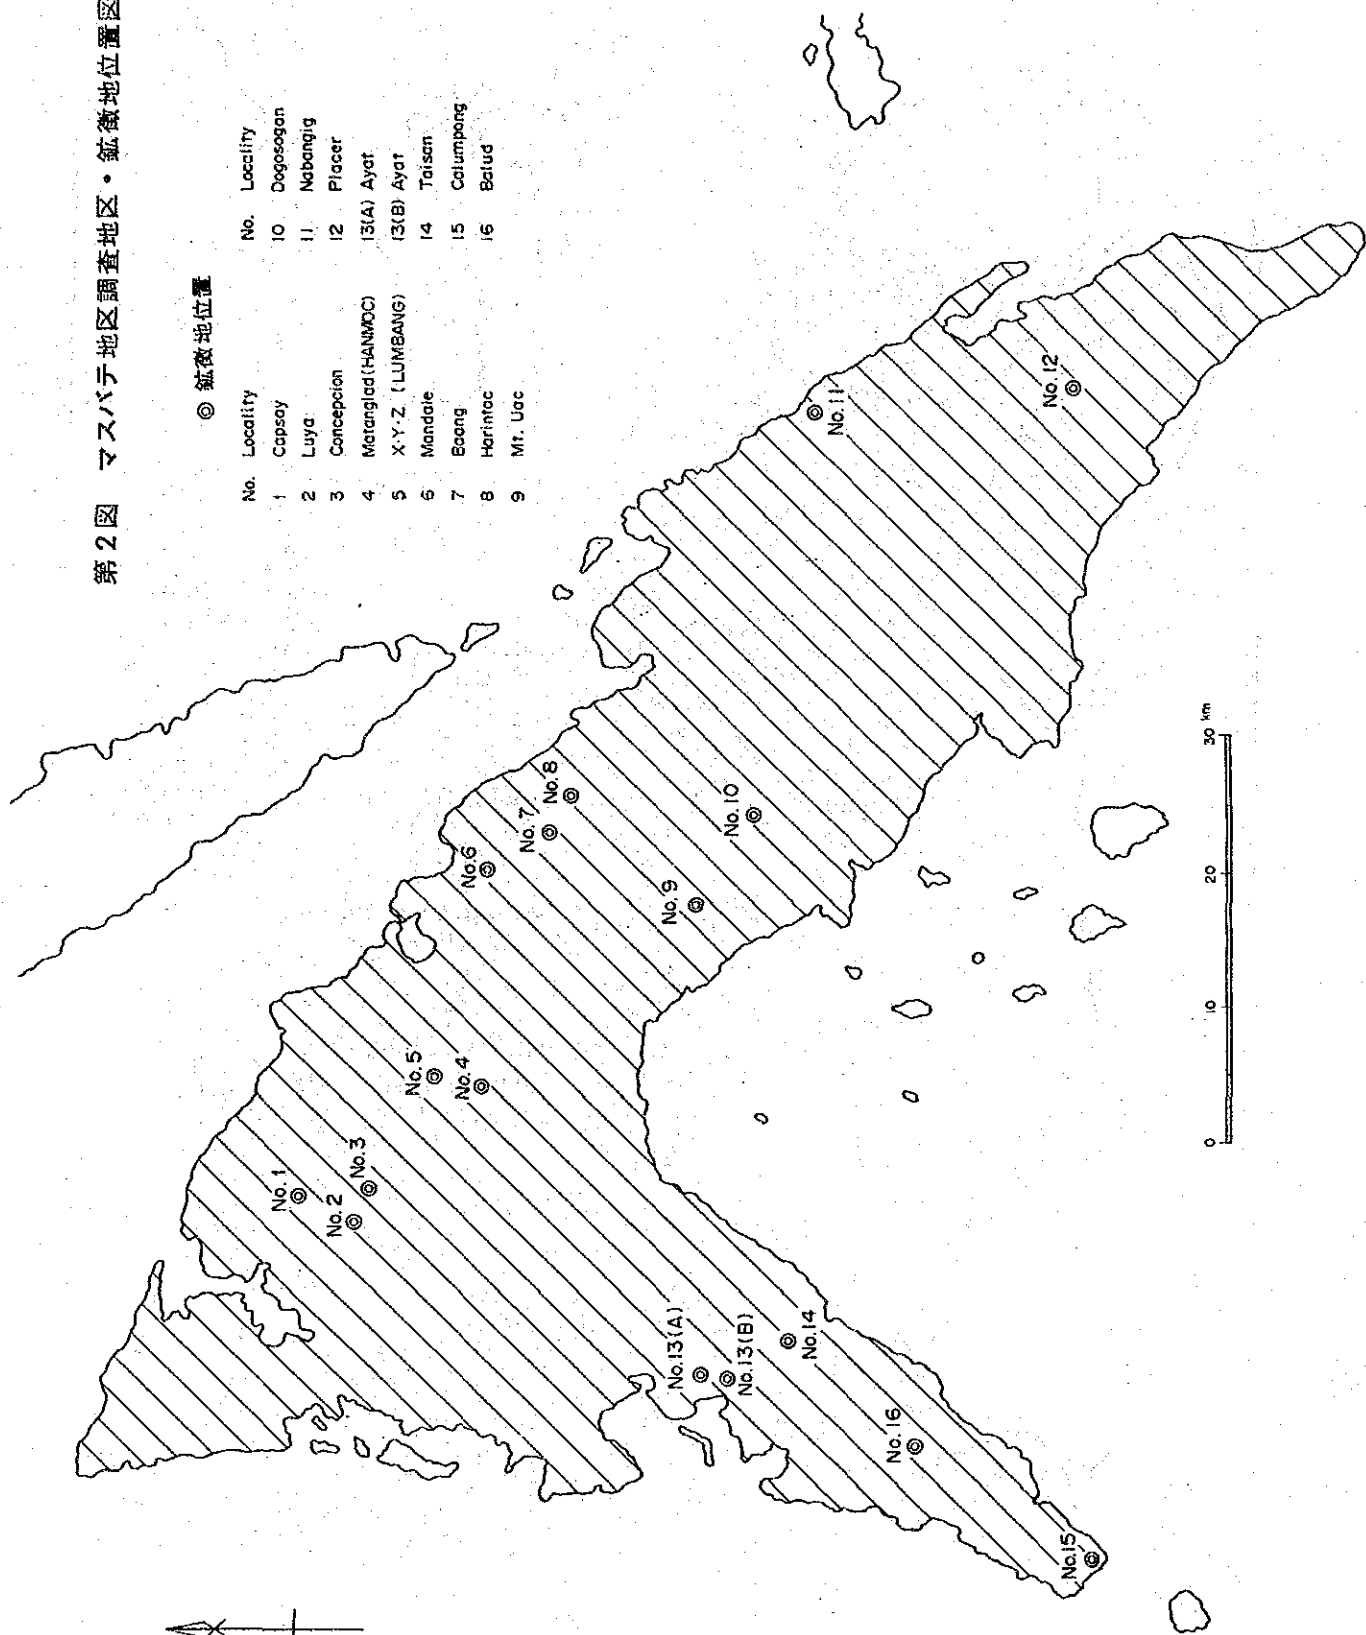 第2図 マスバテ地区調査地区・鉱徴地位置図
◎ 鉱徴地位置
No. Locality
1 Capsay
2 Luya
3 Concepcion
4 Matanglad (HANMOC)
5 X・Y・Z. (LUMBANG)
6 Mandale
7 Baang
8 Harintac
9 Mt. Uac
No. Locality
10 Dogosogan
11 Nabangig
12 Placer
13(A) Ayat
13(B) Ayat
14 Taisan
15 Calumpang
16 Balud
No. 1
No. 2
No. 3
No. 5
No. 4
No. 6
No. 7
No. 8
No. 9
No. 10
No. 11
No. 12
No. 13(A)
No. 13(B)
No. 14
No. 16
No. 15
0 10 20 30 km